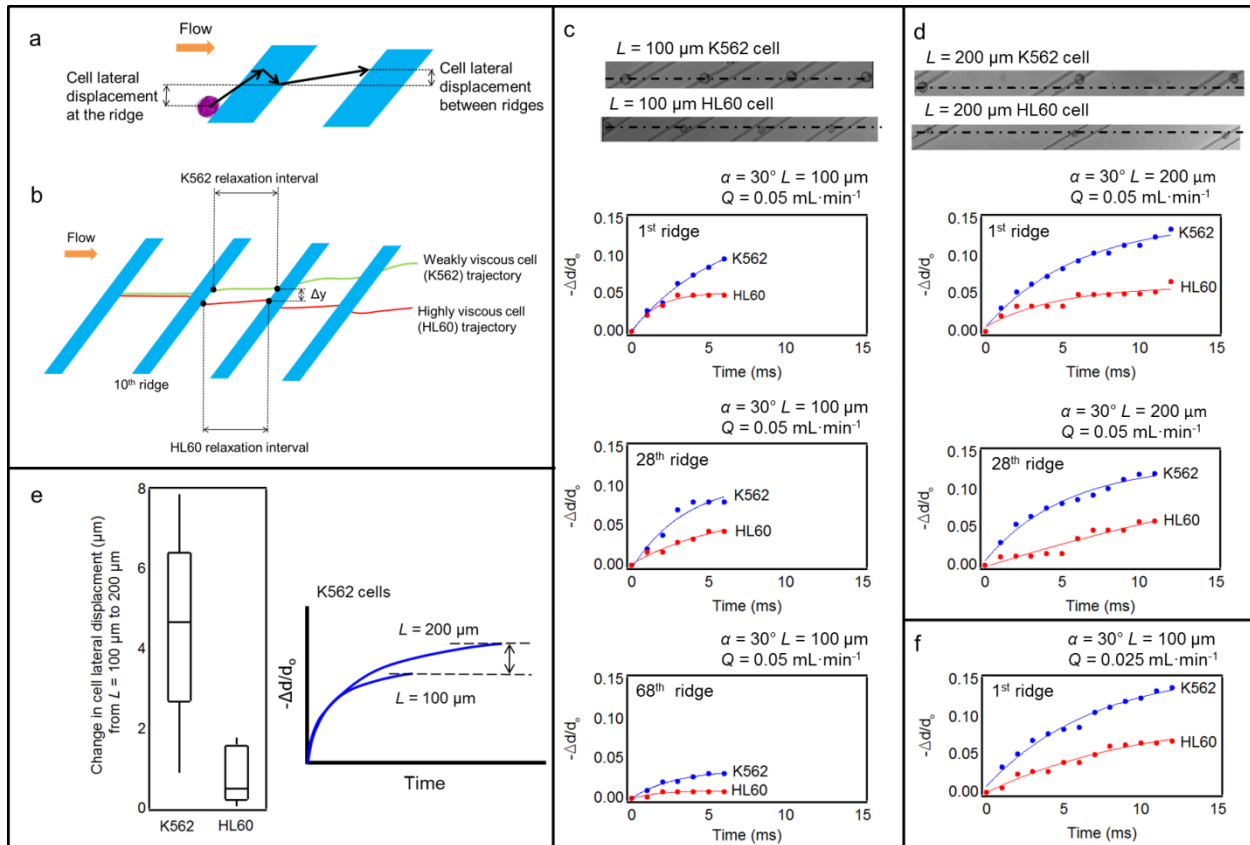 a
Flow
Cell lateral
displacement
at the ridge
Cell lateral
displacement
between ridges
b
K562 relaxation interval
Flow
Weakly viscous cell
(K562) trajectory
Δy
Highly viscous cell
(HL60) trajectory
10th ridge
HL60 relaxation interval
e
Change in cell lateral displacment (µm)
from L = 100 µm to 200 µm
8
6
4
2
0
K562
HL60
K562 cells
-Δd/do
L = 200 µm
L = 100 µm
Time
c
L = 100 µm K562 cell
L = 100 µm HL60 cell
α = 30° L = 100 µm
Q = 0.05 mL·min-1
1st ridge
-Δd/do
0.15
0.10
0.05
0.00
K562
HL60
0 5 10 15
Time (ms)
α = 30° L = 100 µm
Q = 0.05 mL·min-1
28th ridge
-Δd/do
0.15
0.10
0.05
0.00
K562
HL60
0 5 10 15
Time (ms)
α = 30° L = 100 µm
Q = 0.05 mL·min-1
68th ridge
-Δd/do
0.15
0.10
0.05
0.00
K562
HL60
0 5 10 15
Time (ms)
d
L = 200 µm K562 cell
L = 200 µm HL60 cell
α = 30° L = 200 µm
Q = 0.05 mL·min-1
1st ridge
-Δd/do
0.15
0.10
0.05
0.00
K562
HL60
0 5 10 15
Time (ms)
α = 30° L = 200 µm
Q = 0.05 mL·min-1
28th ridge
-Δd/do
0.15
0.10
0.05
0.00
K562
HL60
0 5 10 15
Time (ms)
f
α = 30° L = 100 µm
Q = 0.025 mL·min-1
1st ridge
-Δd/do
0.15
0.10
0.05
0.00
K562
HL60
0 5 10 15
Time (ms)